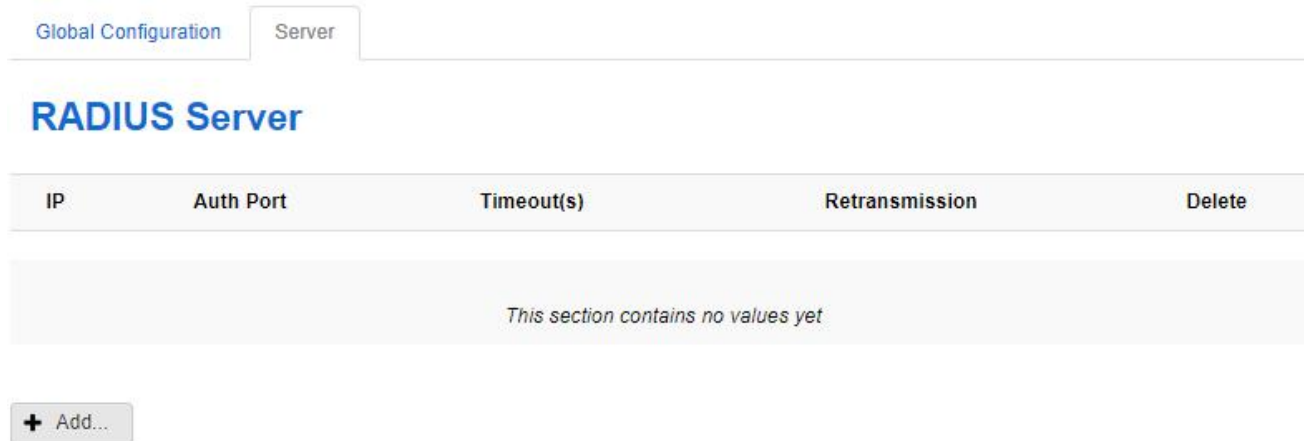 Global Configuration Server
RADIUS Server
IP Auth Port Timeout(s) Retransmission Delete
This section contains no values yet
+ Add...